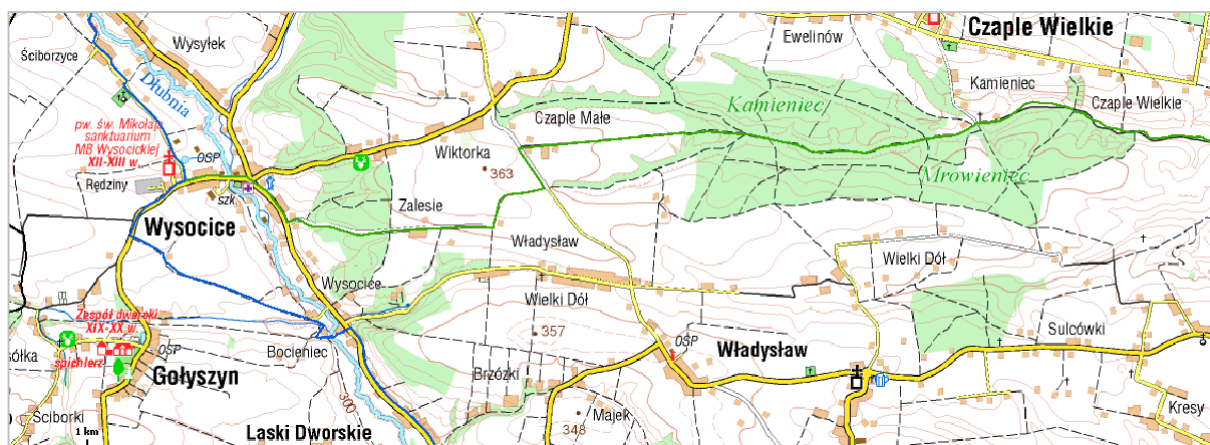 Czaple Wielkie
Ewelinów
Wysyłek
Ściborzyce
Dłubnia
Kamieniec
Kamieniec
Czaple Wielkie
Czaple Małe
pw. św. Mikołaja
sanktuarium
MB Wysocickiej
XII-XIII w.
OSP
Wiktorka
363
Mrowieniec
Rędziny
szk
Zalesie
Wysocice
Władysław
Wielki Dół
Wysocice
Wielki Dół
Zespół dworski
XIX-XX w.
357
Sulcówki
OSP
OSP
Władysław
spichlerz
Bocieniec
Gołyszyn
Brzózki
300
Ściborki
1 km
Majek
348
Kresy
Laski Dworskie